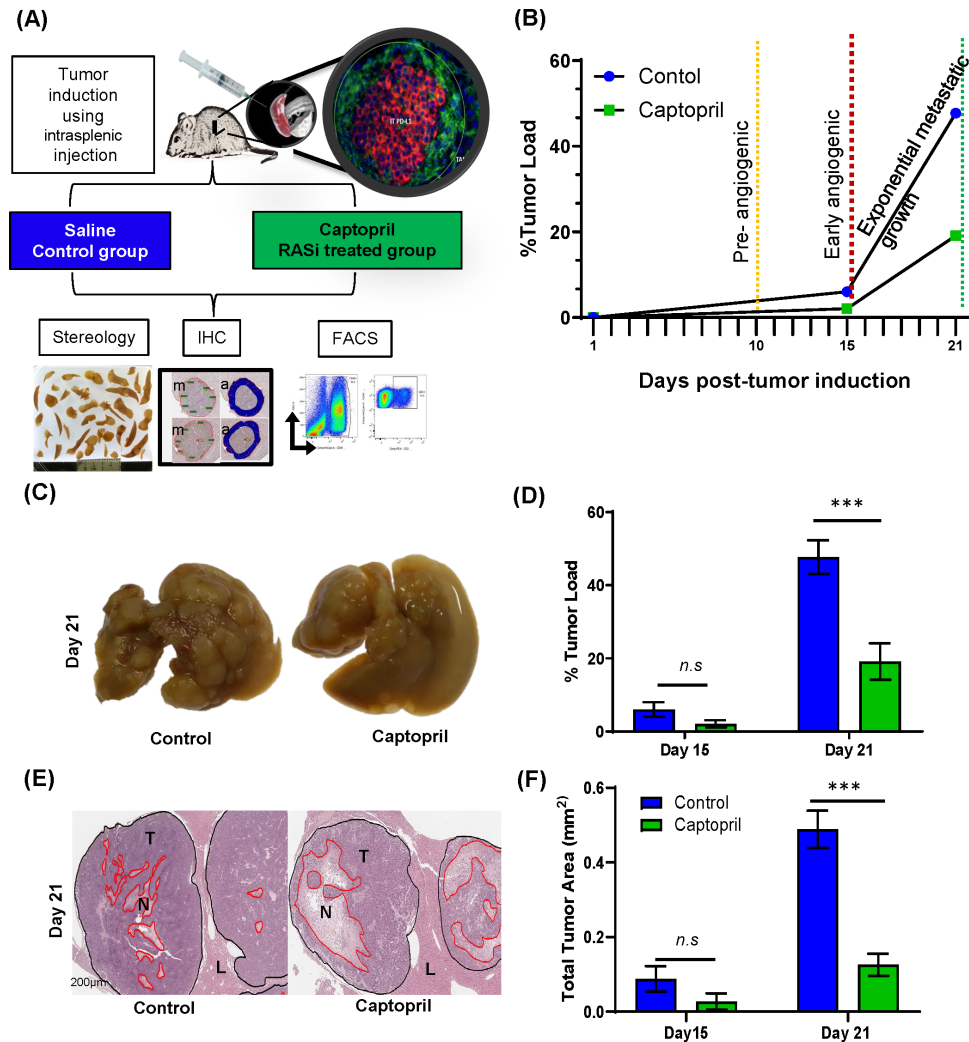 (A)
Tumor
induction
using
intrasplenic
injection
IT PD-L1
Saline
Control group
Captopril
RASi treated group
Stereology
IHC
FACS
m
a
m
a
(B)
%Tumor Load
60
40
20
0
Contol
Captopril
Pre- angiogenic
Early angiogenic
Exponential metastatic
growth
1
10
15
21
Days post-tumor induction
(C)
Day 21
Control
Captopril
(D)
% Tumor Load
60
40
20
0
n.s
***
Day 15
Day 21
(E)
Day 21
T
N
L
200µm
T
N
L
Control
Captopril
(F)
Total Tumor Area (mm²)
0.6
0.4
0.2
0.0
Control
Captopril
n.s
***
Day15
Day 21